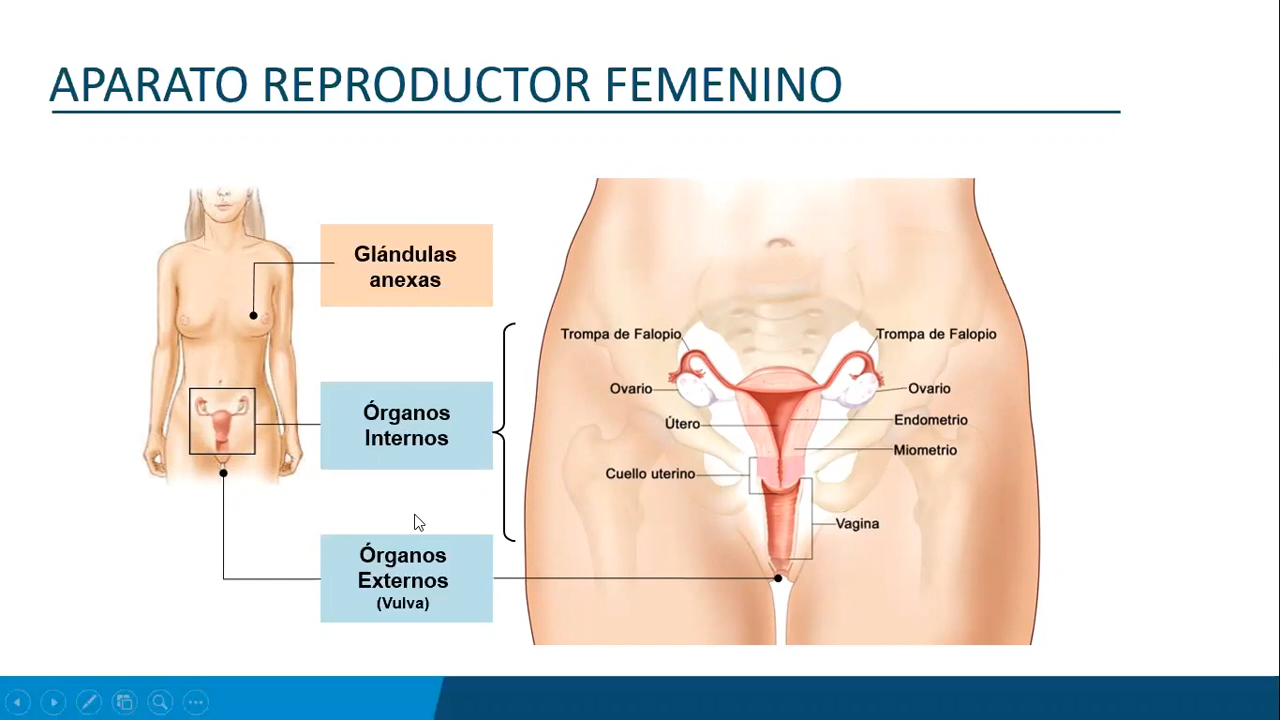 APARATO REPRODUCTOR FEMENINO
Glándulas
anexas
Órganos
Internos
Órganos
Externos
(Vulva)
Trompa de Falopio
Trompa de Falopio
Ovario
Ovario
Útero
Endometrio
Miometrio
Cuello uterino
Vagina